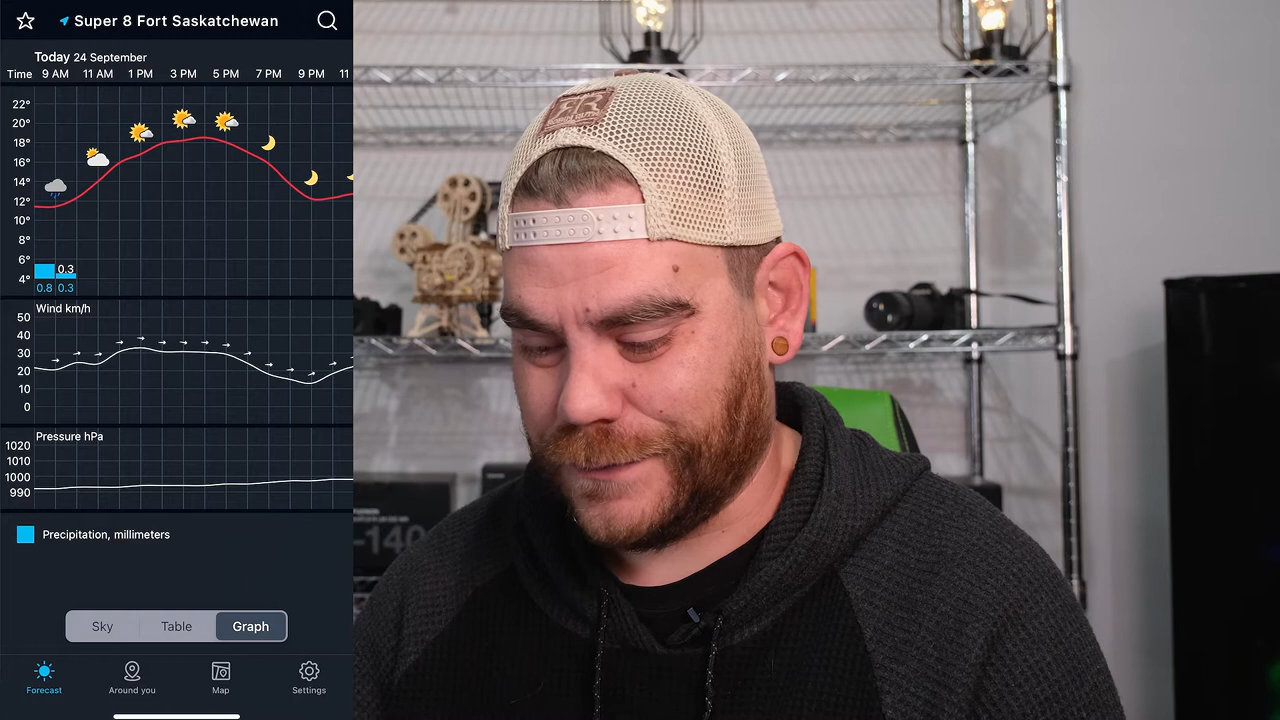 Super 8 Fort Saskatchewan
Today 24 September
Time 9 AM 11 AM 1 PM 3 PM 5 PM 7 PM 9 PM 11
22°
20°
18°
16°
14°
12°
10°
8°
6°
4°
0.3
0.8 0.3
Wind km/h
50
40
30
20
10
0
Pressure hPa
1020
1010
1000
990
Precipitation, millimeters
Sky Table Graph
Forecast Around you Map Settings
-140